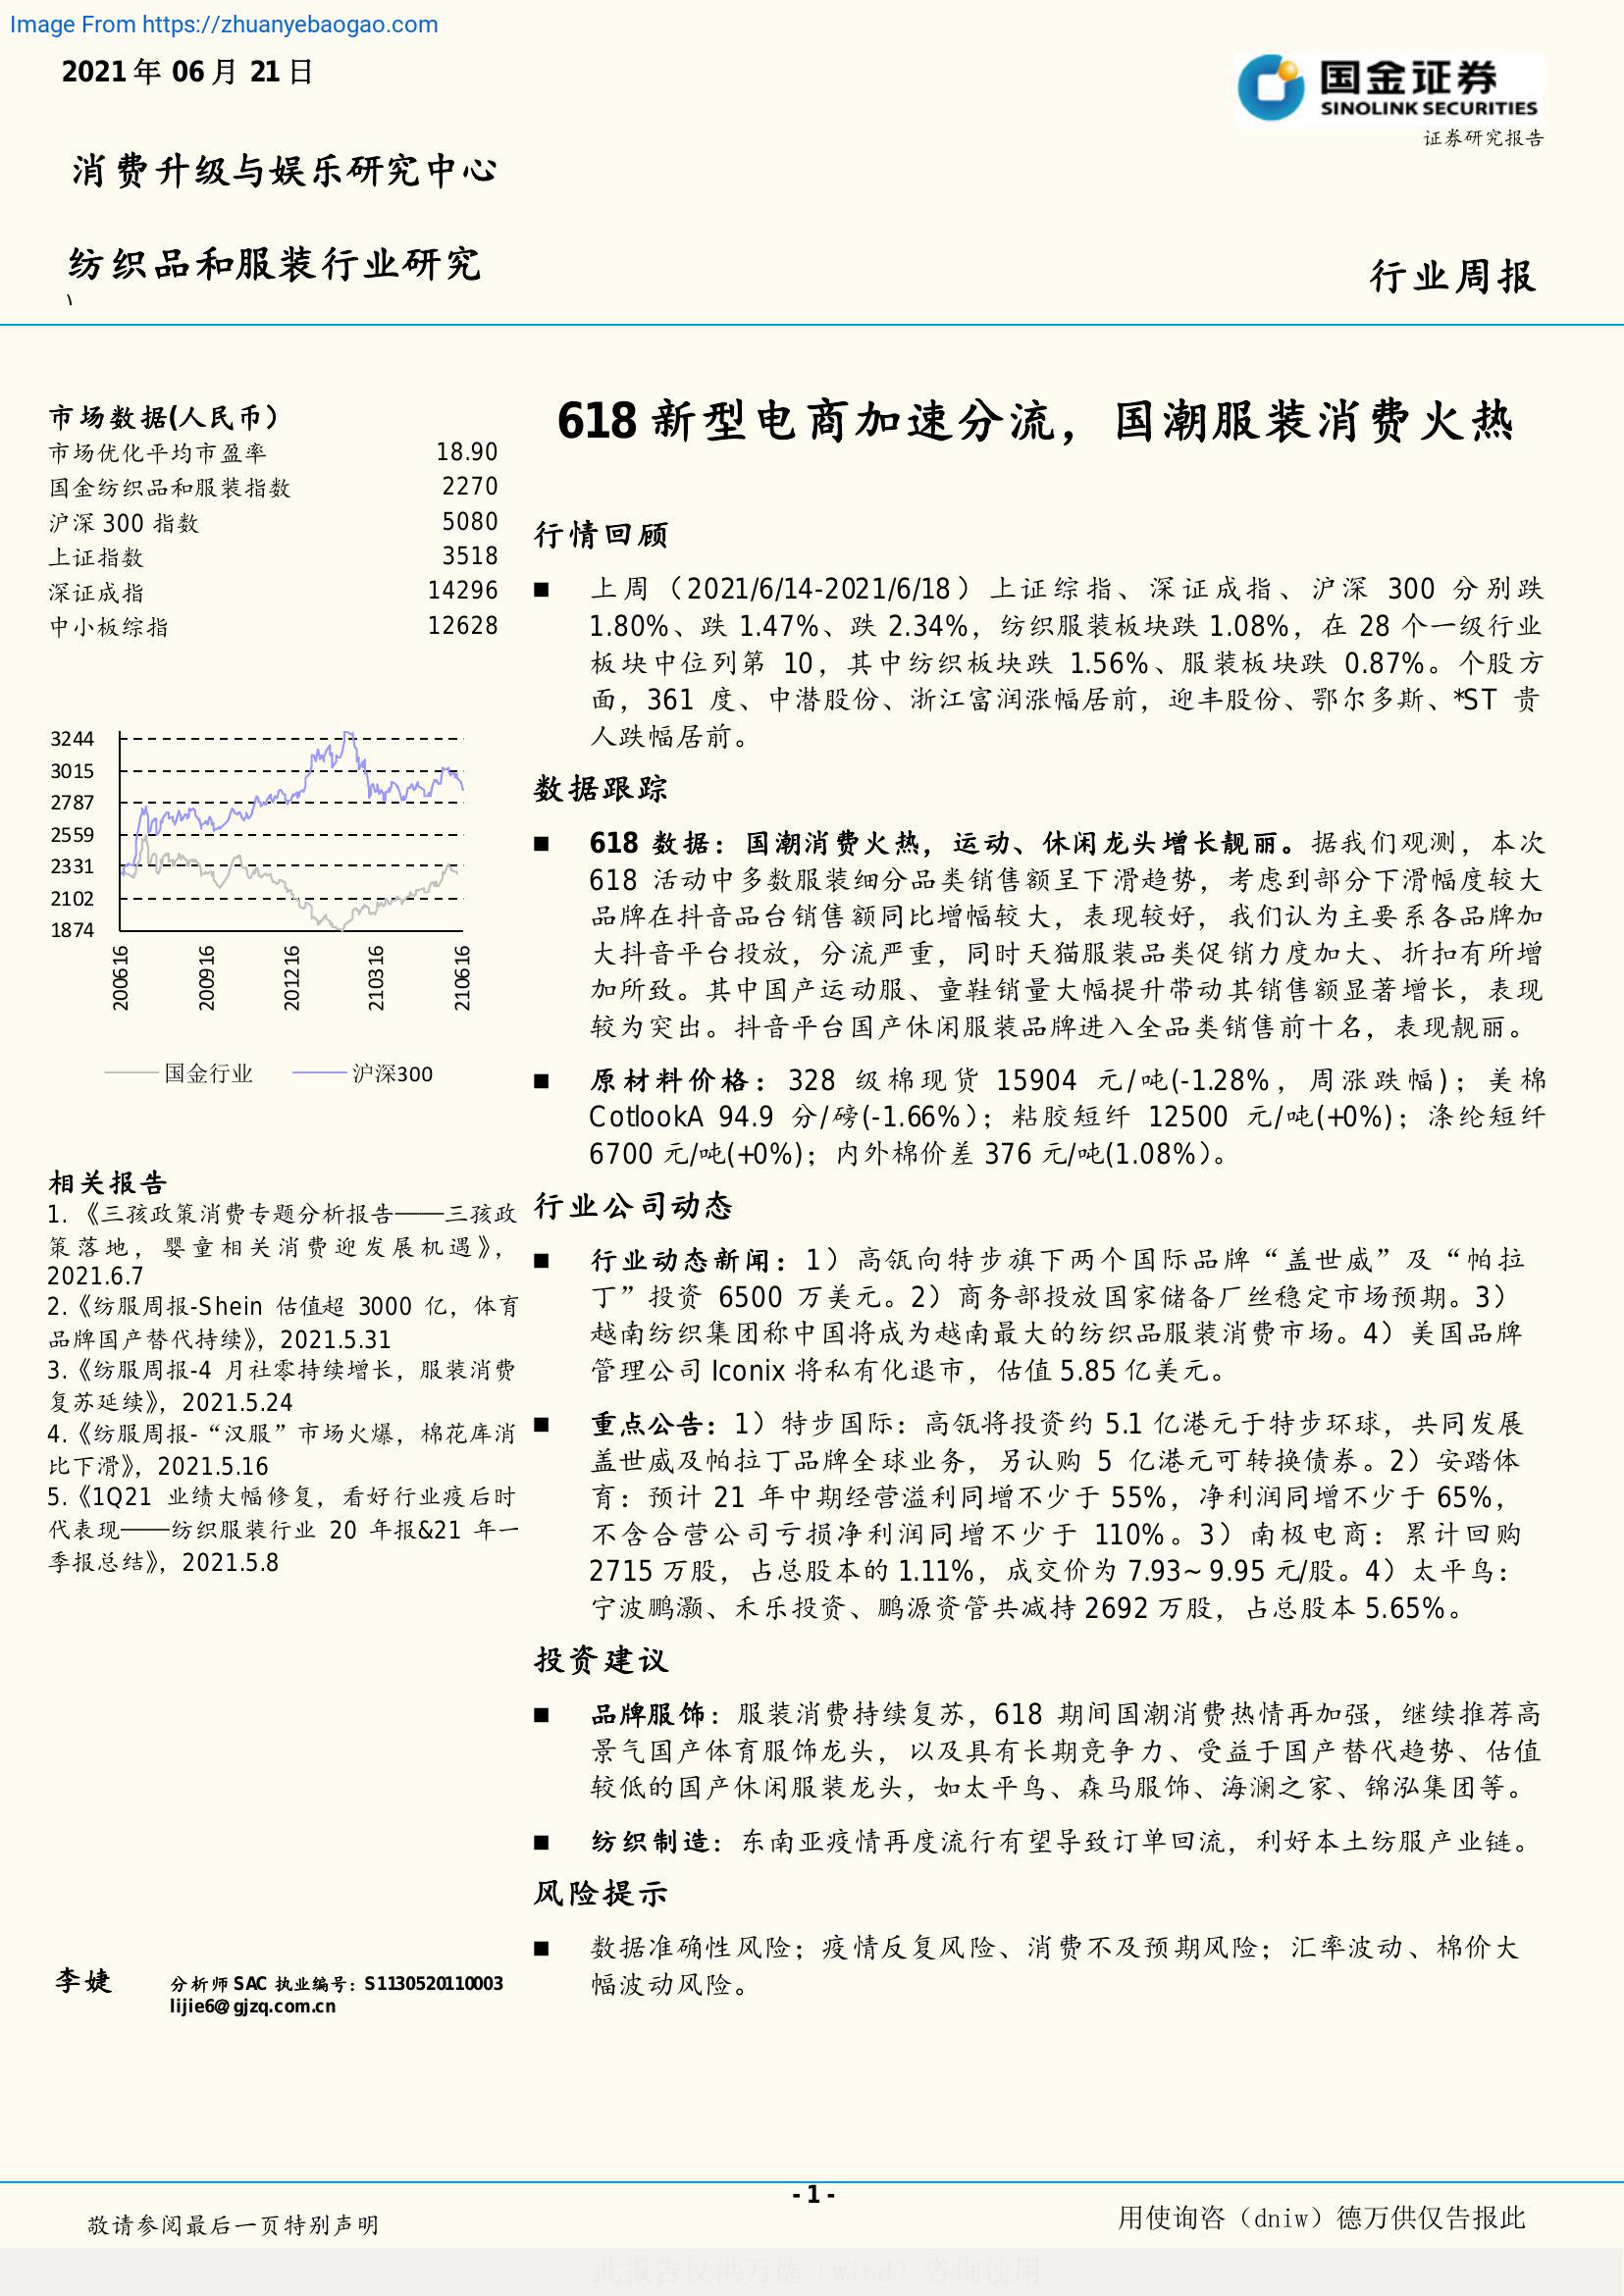 Image From https://zhuanyebaogao.com
2021 年 06 月 21 日
国金证券
SINOLINK SECURITIES
证券研究报告
消费升级与娱乐研究中心
纺织品和服装行业研究
行业周报
市场数据(人民币）
市场优化平均市盈率 18.90
国金纺织品和服装指数 2270
沪深 300 指数 5080
上证指数 3518
深证成指 14296
中小板综指 12628
3244
3015
2787
2559
2331
2102
1874
200616
200916
201216
210316
210616
国金行业 沪深300
相关报告
1.《三孩政策消费专题分析报告——三孩政
策落地，婴童相关消费迎发展机遇》，
2021.6.7
2.《纺服周报-Shein 估值超 3000 亿，体育
品牌国产替代持续》，2021.5.31
3.《纺服周报-4 月社零持续增长，服装消费
复苏延续》，2021.5.24
4.《纺服周报-“汉服”市场火爆，棉花库消
比下滑》，2021.5.16
5.《1Q21 业绩大幅修复，看好行业疫后时
代表现——纺织服装行业 20 年报&21 年一
季报总结》，2021.5.8
李婕
分析师 SAC 执业编号：S1130520110003
lijie6@gjzq.com.cn
618 新型电商加速分流，国潮服装消费火热
行情回顾
■ 上周（2021/6/14-2021/6/18）上证综指、深证成指、沪深 300 分别跌
1.80%、跌 1.47%、跌 2.34%，纺织服装板块跌 1.08%，在 28 个一级行业
板块中位列第 10，其中纺织板块跌 1.56%、服装板块跌 0.87%。个股方
面，361 度、中潜股份、浙江富润涨幅居前，迎丰股份、鄂尔多斯、*ST 贵
人跌幅居前。
数据跟踪
■ 618 数据：国潮消费火热，运动、休闲龙头增长靓丽。据我们观测，本次
618 活动中多数服装细分品类销售额呈下滑趋势，考虑到部分下滑幅度较大
品牌在抖音品台销售额同比增幅较大，表现较好，我们认为主要系各品牌加
大抖音平台投放，分流严重，同时天猫服装品类促销力度加大、折扣有所增
加所致。其中国产运动服、童鞋销量大幅提升带动其销售额显著增长，表现
较为突出。抖音平台国产休闲服装品牌进入全品类销售前十名，表现靓丽。
■ 原材料价格：328 级棉现货 15904 元/吨(-1.28%，周涨跌幅)；美棉
CotlookA 94.9 分/磅(-1.66%）；粘胶短纤 12500 元/吨(+0%)；涤纶短纤
6700 元/吨(+0%)；内外棉价差 376 元/吨(1.08%）。
行业公司动态
■ 行业动态新闻：1）高瓴向特步旗下两个国际品牌“盖世威”及“帕拉
丁”投资 6500 万美元。2）商务部投放国家储备厂丝稳定市场预期。3）
越南纺织集团称中国将成为越南最大的纺织品服装消费市场。4）美国品牌
管理公司 Iconix 将私有化退市，估值 5.85 亿美元。
■ 重点公告：1）特步国际：高瓴将投资约 5.1 亿港元于特步环球，共同发展
盖世威及帕拉丁品牌全球业务，另认购 5 亿港元可转换债券。2）安踏体
育：预计 21 年中期经营溢利同增不少于 55%，净利润同增不少于 65%，
不含合营公司亏损净利润同增不少于 110%。3）南极电商：累计回购
2715 万股，占总股本的 1.11%，成交价为 7.93~9.95 元/股。4）太平鸟：
宁波鹏灏、禾乐投资、鹏源资管共减持 2692 万股，占总股本 5.65%。
投资建议
■ 品牌服饰：服装消费持续复苏，618 期间国潮消费热情再加强，继续推荐高
景气国产体育服饰龙头，以及具有长期竞争力、受益于国产替代趋势、估值
较低的国产休闲服装龙头，如太平鸟、森马服饰、海澜之家、锦泓集团等。
■ 纺织制造：东南亚疫情再度流行有望导致订单回流，利好本土纺服产业链。
风险提示
■ 数据准确性风险；疫情反复风险、消费不及预期风险；汇率波动、棉价大
幅波动风险。
- 1 -
敬请参阅最后一页特别声明
用使询咨（dniw）德万供仅告报此
此报告仅供万德（wind）咨询使用